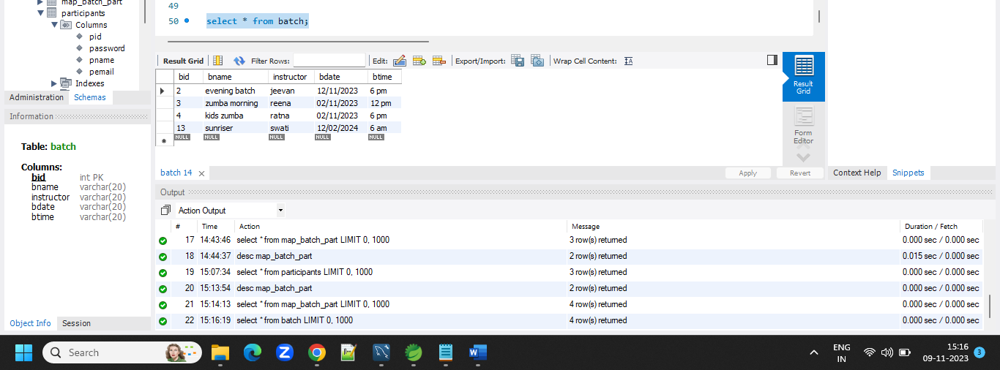 map_batch_part
participants
Columns
pid
password
pname
pemail
Indexes
Administration Schemas
Information
Table: batch
Columns:
bid int PK
bname varchar(20)
instructor varchar(20)
bdate varchar(20)
btime varchar(20)
Object Info Session
49
50 select * from batch;
Result Grid Filter Rows: Edit: Export/Import: Wrap Cell Content:
bid bname instructor bdate btime
2 evening batch jeevan 12/11/2023 6 pm
3 zumba morning reena 02/11/2023 12 pm
4 kids zumba ratna 02/11/2023 6 pm
13 sunriser swati 12/02/2024 6 am
NULL NULL NULL NULL NULL
Result
Grid
Form
Editor
batch 14 Apply Revert
Context Help Snippets
Output
Action Output
# Time Action Message Duration / Fetch
17 14:43:46 select * from map_batch_part LIMIT 0, 1000 3 row(s) returned 0.000 sec / 0.000 sec
18 14:44:37 desc map_batch_part 2 row(s) returned 0.015 sec / 0.000 sec
19 15:07:34 select * from participants LIMIT 0, 1000 3 row(s) returned 0.000 sec / 0.000 sec
20 15:13:54 desc map_batch_part 2 row(s) returned 0.000 sec / 0.000 sec
21 15:14:13 select * from map_batch_part LIMIT 0, 1000 4 row(s) returned 0.000 sec / 0.000 sec
22 15:16:19 select * from batch LIMIT 0, 1000 4 row(s) returned 0.000 sec / 0.000 sec
Search
ENG
IN
15:16
09-11-2023
3